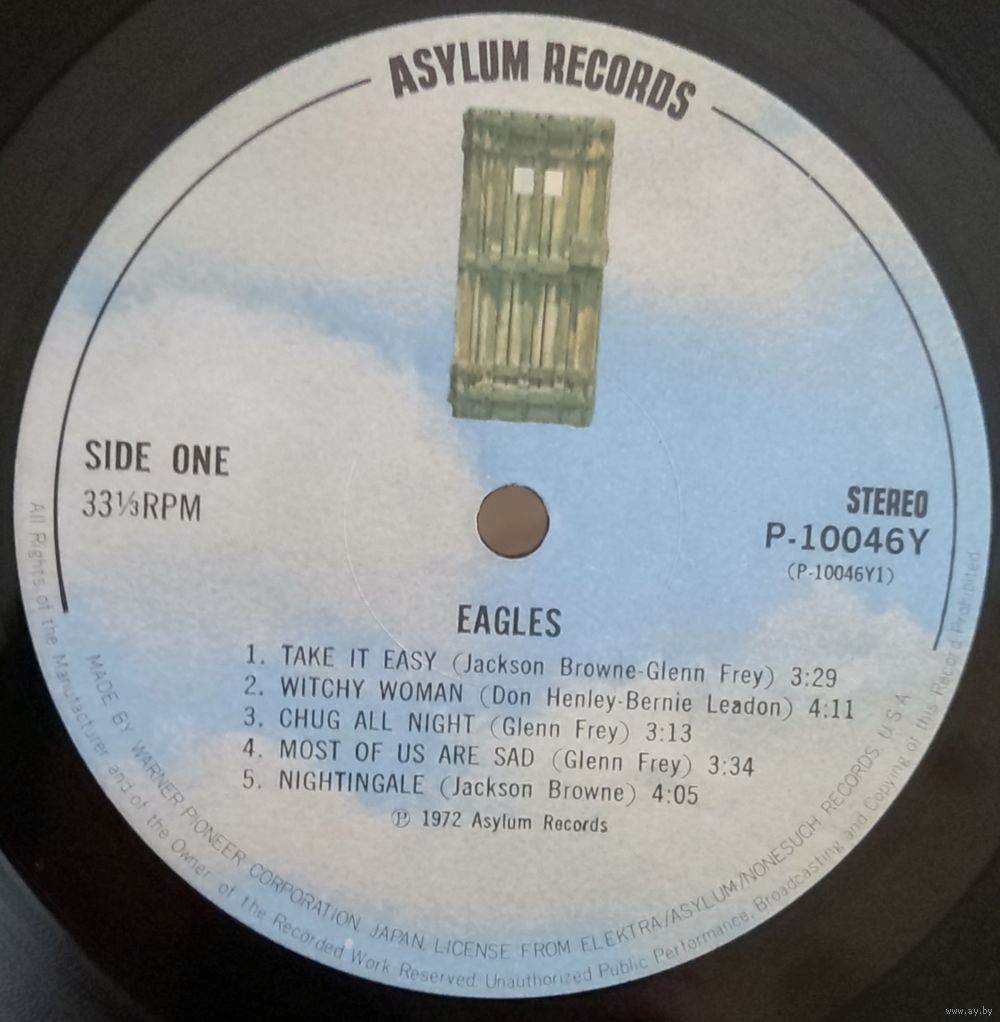 ASYLUM RECORDS
SIDE ONE
33⅓RPM
STEREO
P-10046Y
(P-10046Y1)
EAGLES
1. TAKE IT EASY (Jackson Browne-Glenn Frey) 3:29
2. WITCHY WOMAN (Don Henley-Bernie Leadon) 4:11
3. CHUG ALL NIGHT (Glenn Frey) 3:13
4. MOST OF US ARE SAD (Glenn Frey) 3:34
5. NIGHTINGALE (Jackson Browne) 4:05
Ⓟ 1972 Asylum Records
MADE BY WARNER-PIONEER CORPORATION. JAPAN LICENSE FROM ELEKTRA/ASYLUM/NONESUCH RECORDS. U S A
All Rights of the Manufacturer and of the Owner of the Recorded Work Reserved. Unauthorized Public Performance, Broadcasting and Copying of this Record Prohibited
www.ay.by